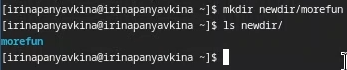 [irinapanyavkina@irinapanyavkina ~]$ mkdir newdir/morefun
[irinapanyavkina@irinapanyavkina ~]$ ls newdir/
morefun
[irinapanyavkina@irinapanyavkina ~]$